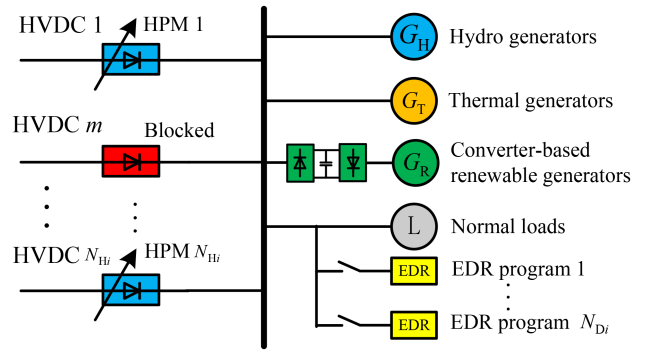 HVDC 1
HPM 1
HVDC m
Blocked
HVDC N_Hi
HPM N_Hi
G_H
Hydro generators
G_T
Thermal generators
G_R
Converter-based
renewable generators
L
Normal loads
EDR
EDR program 1
EDR
EDR program N_Di